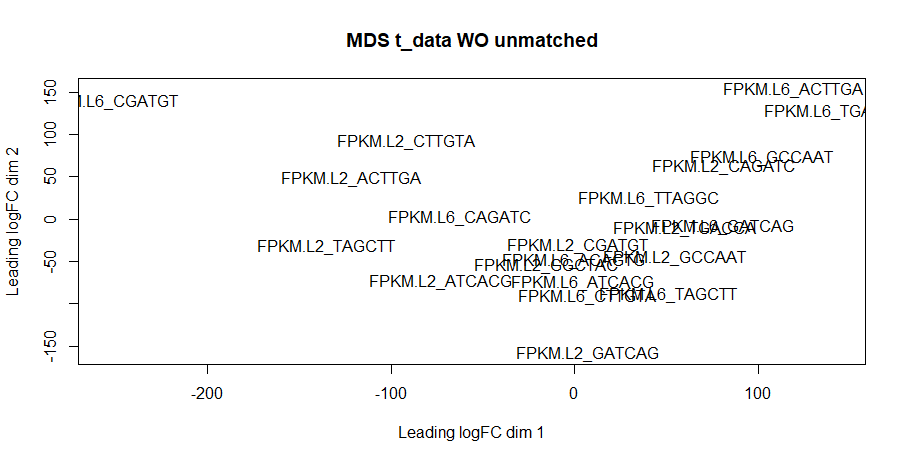 MDS t_data WO unmatched
FPKM.L6_ACTTGA
.L6_CGATGT
FPKM.L6_TGA
FPKM.L2_CTTGTA
FPKM.L6_GCCAAT
FPKM.L2_CAGATC
FPKM.L2_ACTTGA
FPKM.L6_TTAGGC
FPKM.L6_CAGATC
FPKM.L6_GATCAG
FPKM.L2_TGACCA
FPKM.L2_TAGCTT
FPKM.L2_CGATGT
FPKM.L2_GCCAAT
FPKM.L6_ACAGTG
FPKM.L2_GGCTAC
FPKM.L2_ATCACG
FPKM.L6_ATCACG
FPKM.L6_CTTGTA
FPKM.L6_TAGCTT
FPKM.L2_GATCAG
150
100
50
0
-50
-150
Leading logFC dim 2
-200
-100
0
100
Leading logFC dim 1